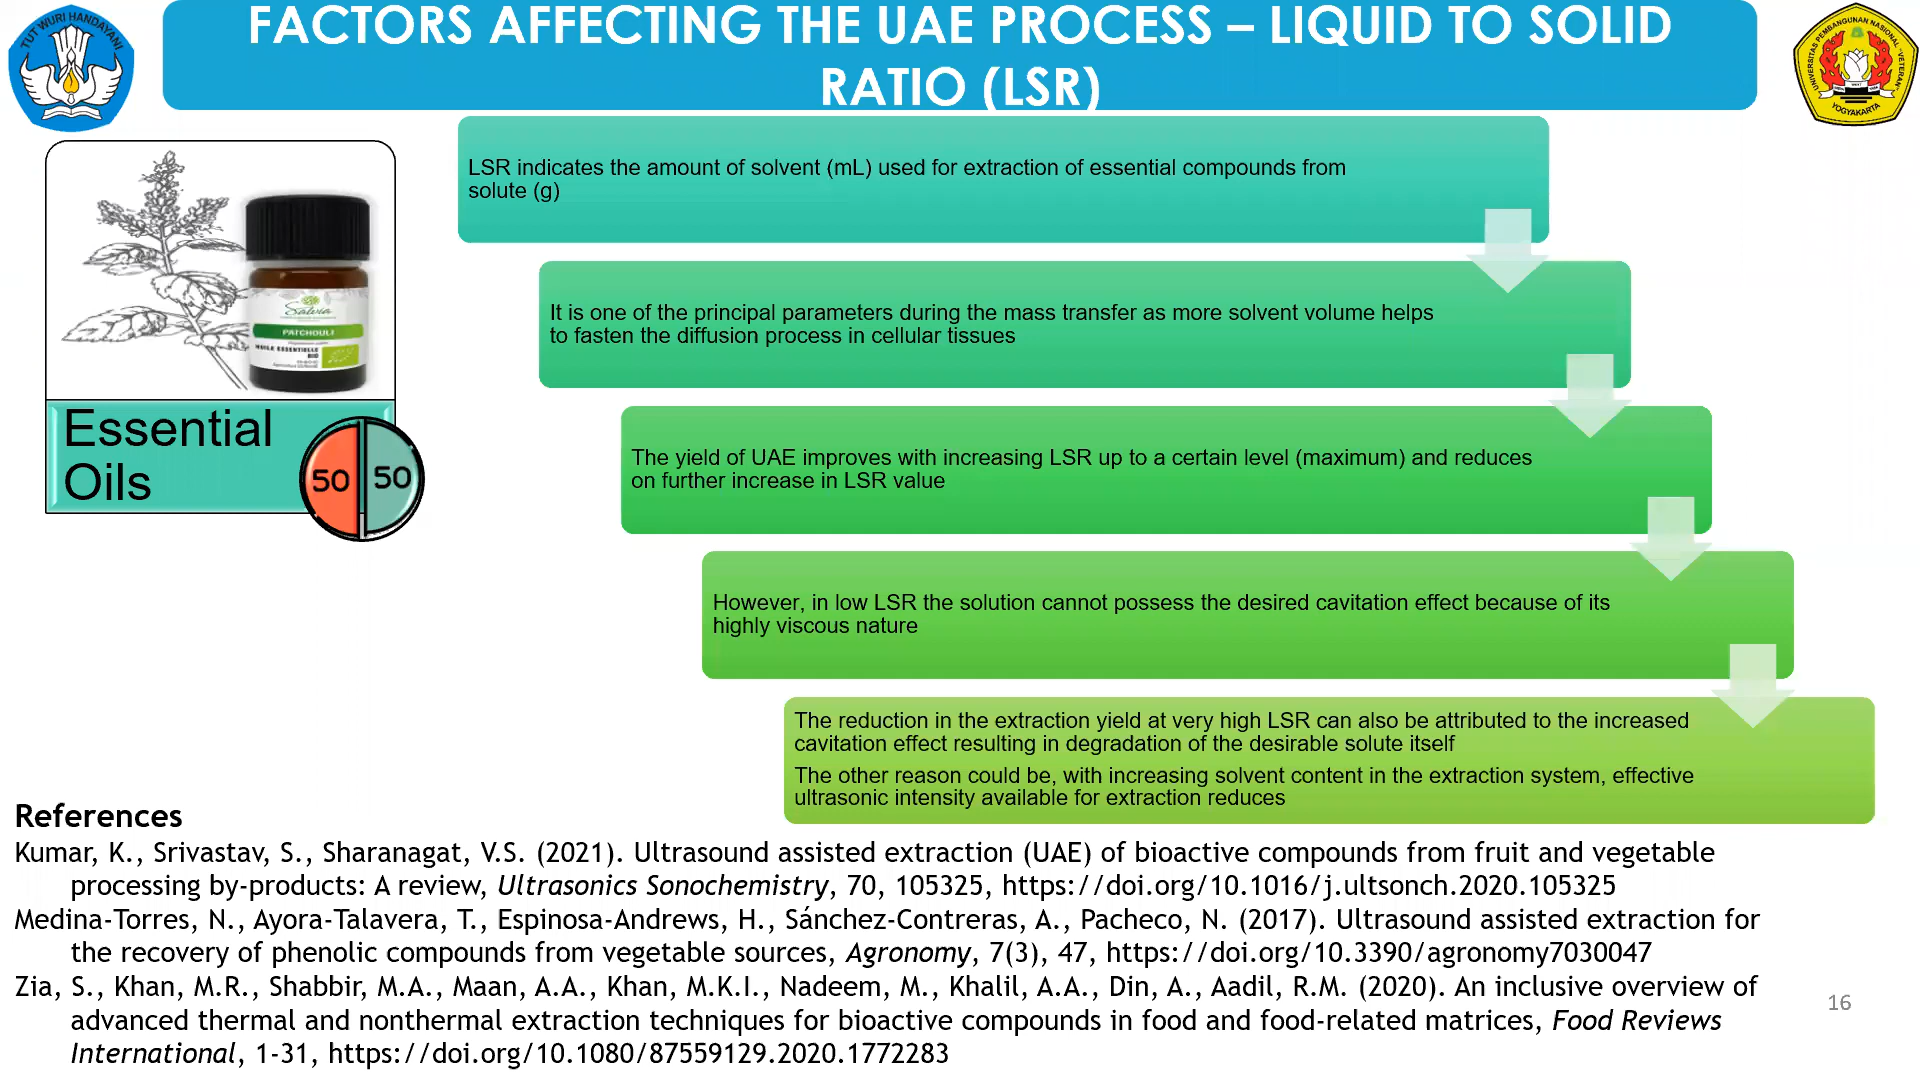 FACTORS AFFECTING THE UAE PROCESS – LIQUID TO SOLID
RATIO (LSR)
TUT WURI HANDAYANI
UNIVERSITAS PEMBANGUNAN NASIONAL "VETERAN"
YOGYAKARTA
LSR indicates the amount of solvent (mL) used for extraction of essential compounds from
solute (g)
It is one of the principal parameters during the mass transfer as more solvent volume helps
to fasten the diffusion process in cellular tissues
The yield of UAE improves with increasing LSR up to a certain level (maximum) and reduces
on further increase in LSR value
However, in low LSR the solution cannot possess the desired cavitation effect because of its
highly viscous nature
The reduction in the extraction yield at very high LSR can also be attributed to the increased
cavitation effect resulting in degradation of the desirable solute itself
The other reason could be, with increasing solvent content in the extraction system, effective
ultrasonic intensity available for extraction reduces
Salvia
PATCHOULI
HUILE ESSENTIELLE
BIO
Essential
Oils
50 50
References
Kumar, K., Srivastav, S., Sharanagat, V.S. (2021). Ultrasound assisted extraction (UAE) of bioactive compounds from fruit and vegetable
processing by-products: A review, Ultrasonics Sonochemistry, 70, 105325, https://doi.org/10.1016/j.ultsonch.2020.105325
Medina-Torres, N., Ayora-Talavera, T., Espinosa-Andrews, H., Sánchez-Contreras, A., Pacheco, N. (2017). Ultrasound assisted extraction for
the recovery of phenolic compounds from vegetable sources, Agronomy, 7(3), 47, https://doi.org/10.3390/agronomy7030047
Zia, S., Khan, M.R., Shabbir, M.A., Maan, A.A., Khan, M.K.I., Nadeem, M., Khalil, A.A., Din, A., Aadil, R.M. (2020). An inclusive overview of
advanced thermal and nonthermal extraction techniques for bioactive compounds in food and food-related matrices, Food Reviews
International, 1-31, https://doi.org/10.1080/87559129.2020.1772283
16